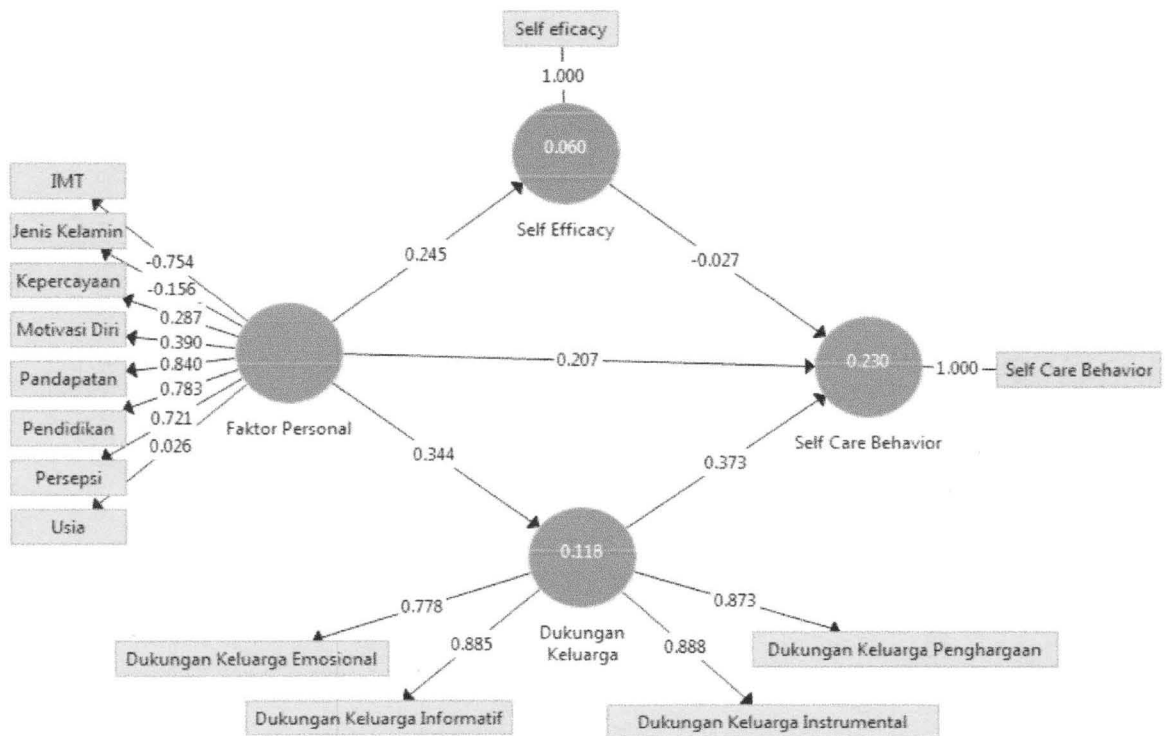 Self eficacy
1.000
0.060
Self Efficacy
IMT
Jenis Kelamin
Kepercayaan
Motivasi Diri
Pandapatan
Pendidikan
Persepsi
Usia
-0.754
-0.156
0.287
0.390
0.840
0.783
0.721
0.026
Faktor Personal
0.245
-0.027
0.207
0.344
0.373
0.230
1.000
Self Care Behavior
Self Care Behavior
0.118
Dukungan
Keluarga
0.778
0.885
0.888
0.873
Dukungan Keluarga Emosional
Dukungan Keluarga Informatif
Dukungan Keluarga Instrumental
Dukungan Keluarga Penghargaan